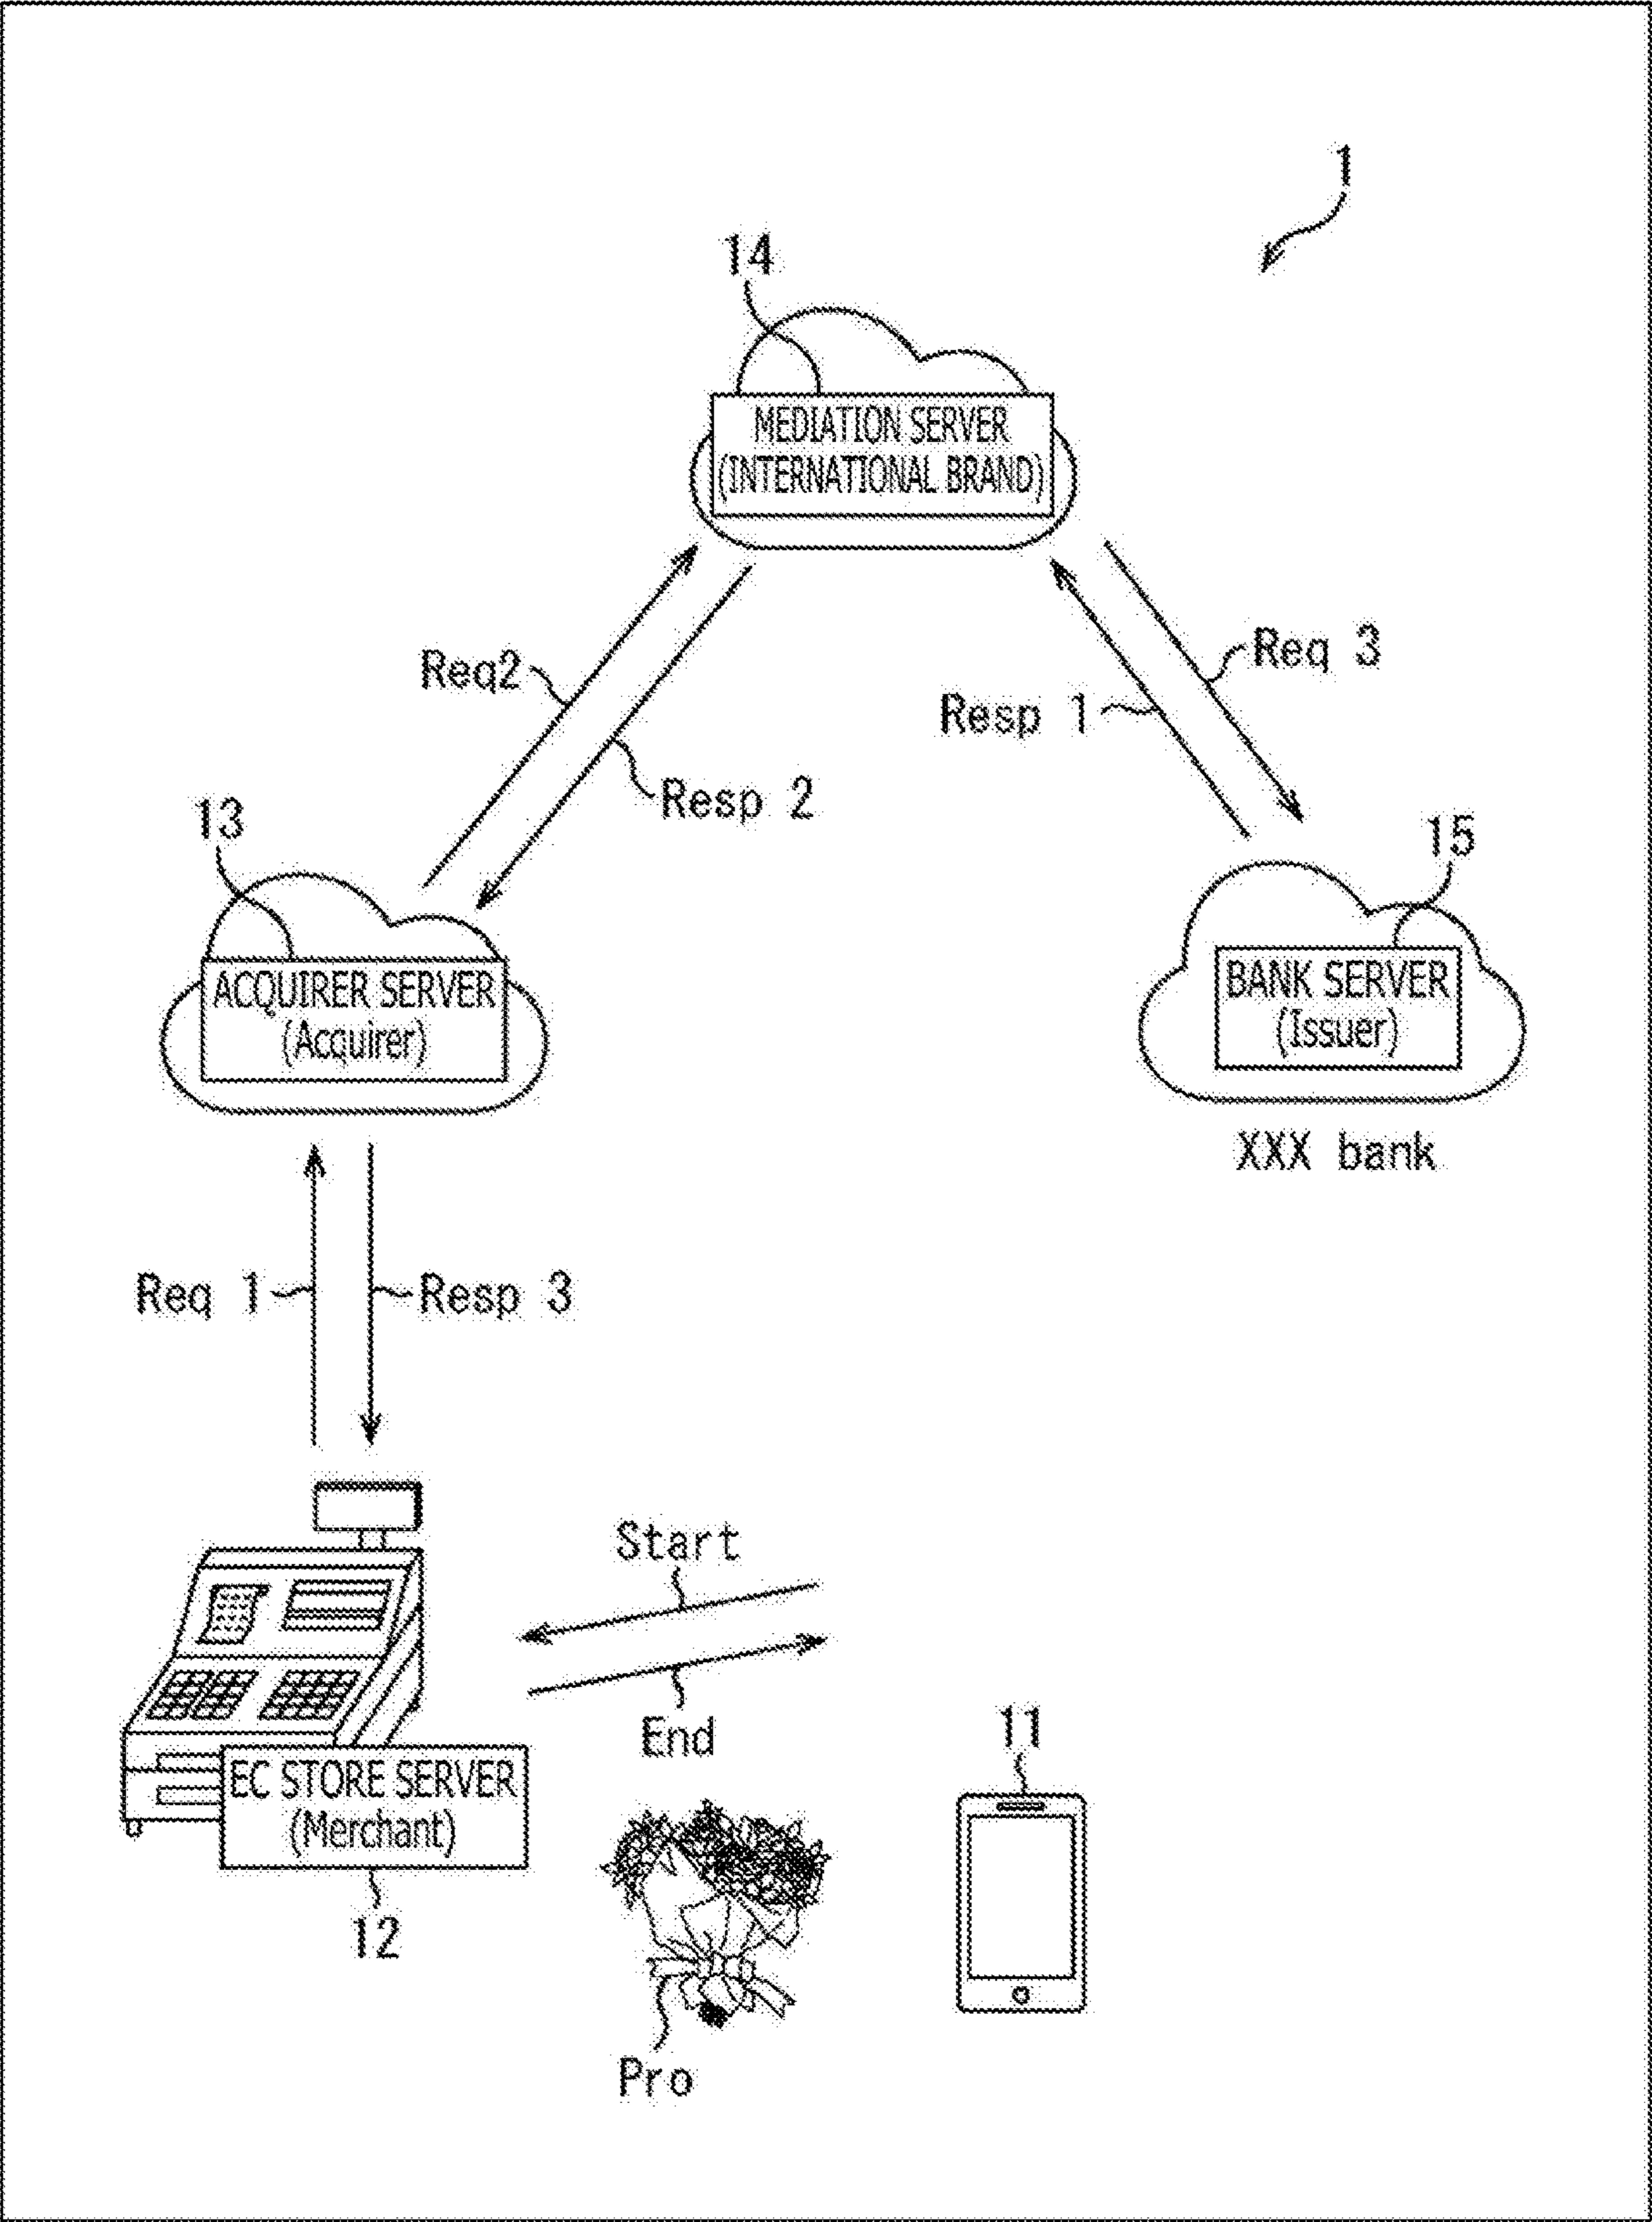 1
14
MEDIATION SERVER
(INTERNATIONAL BRAND)
Req2
Req 3
Resp 1
Resp 2
13
15
ACQUIRER SERVER
(Acquirer)
BANK SERVER
(Issuer)
XXX bank
Req 1
Resp 3
Start
End
11
EC STORE SERVER
(Merchant)
12
Pro